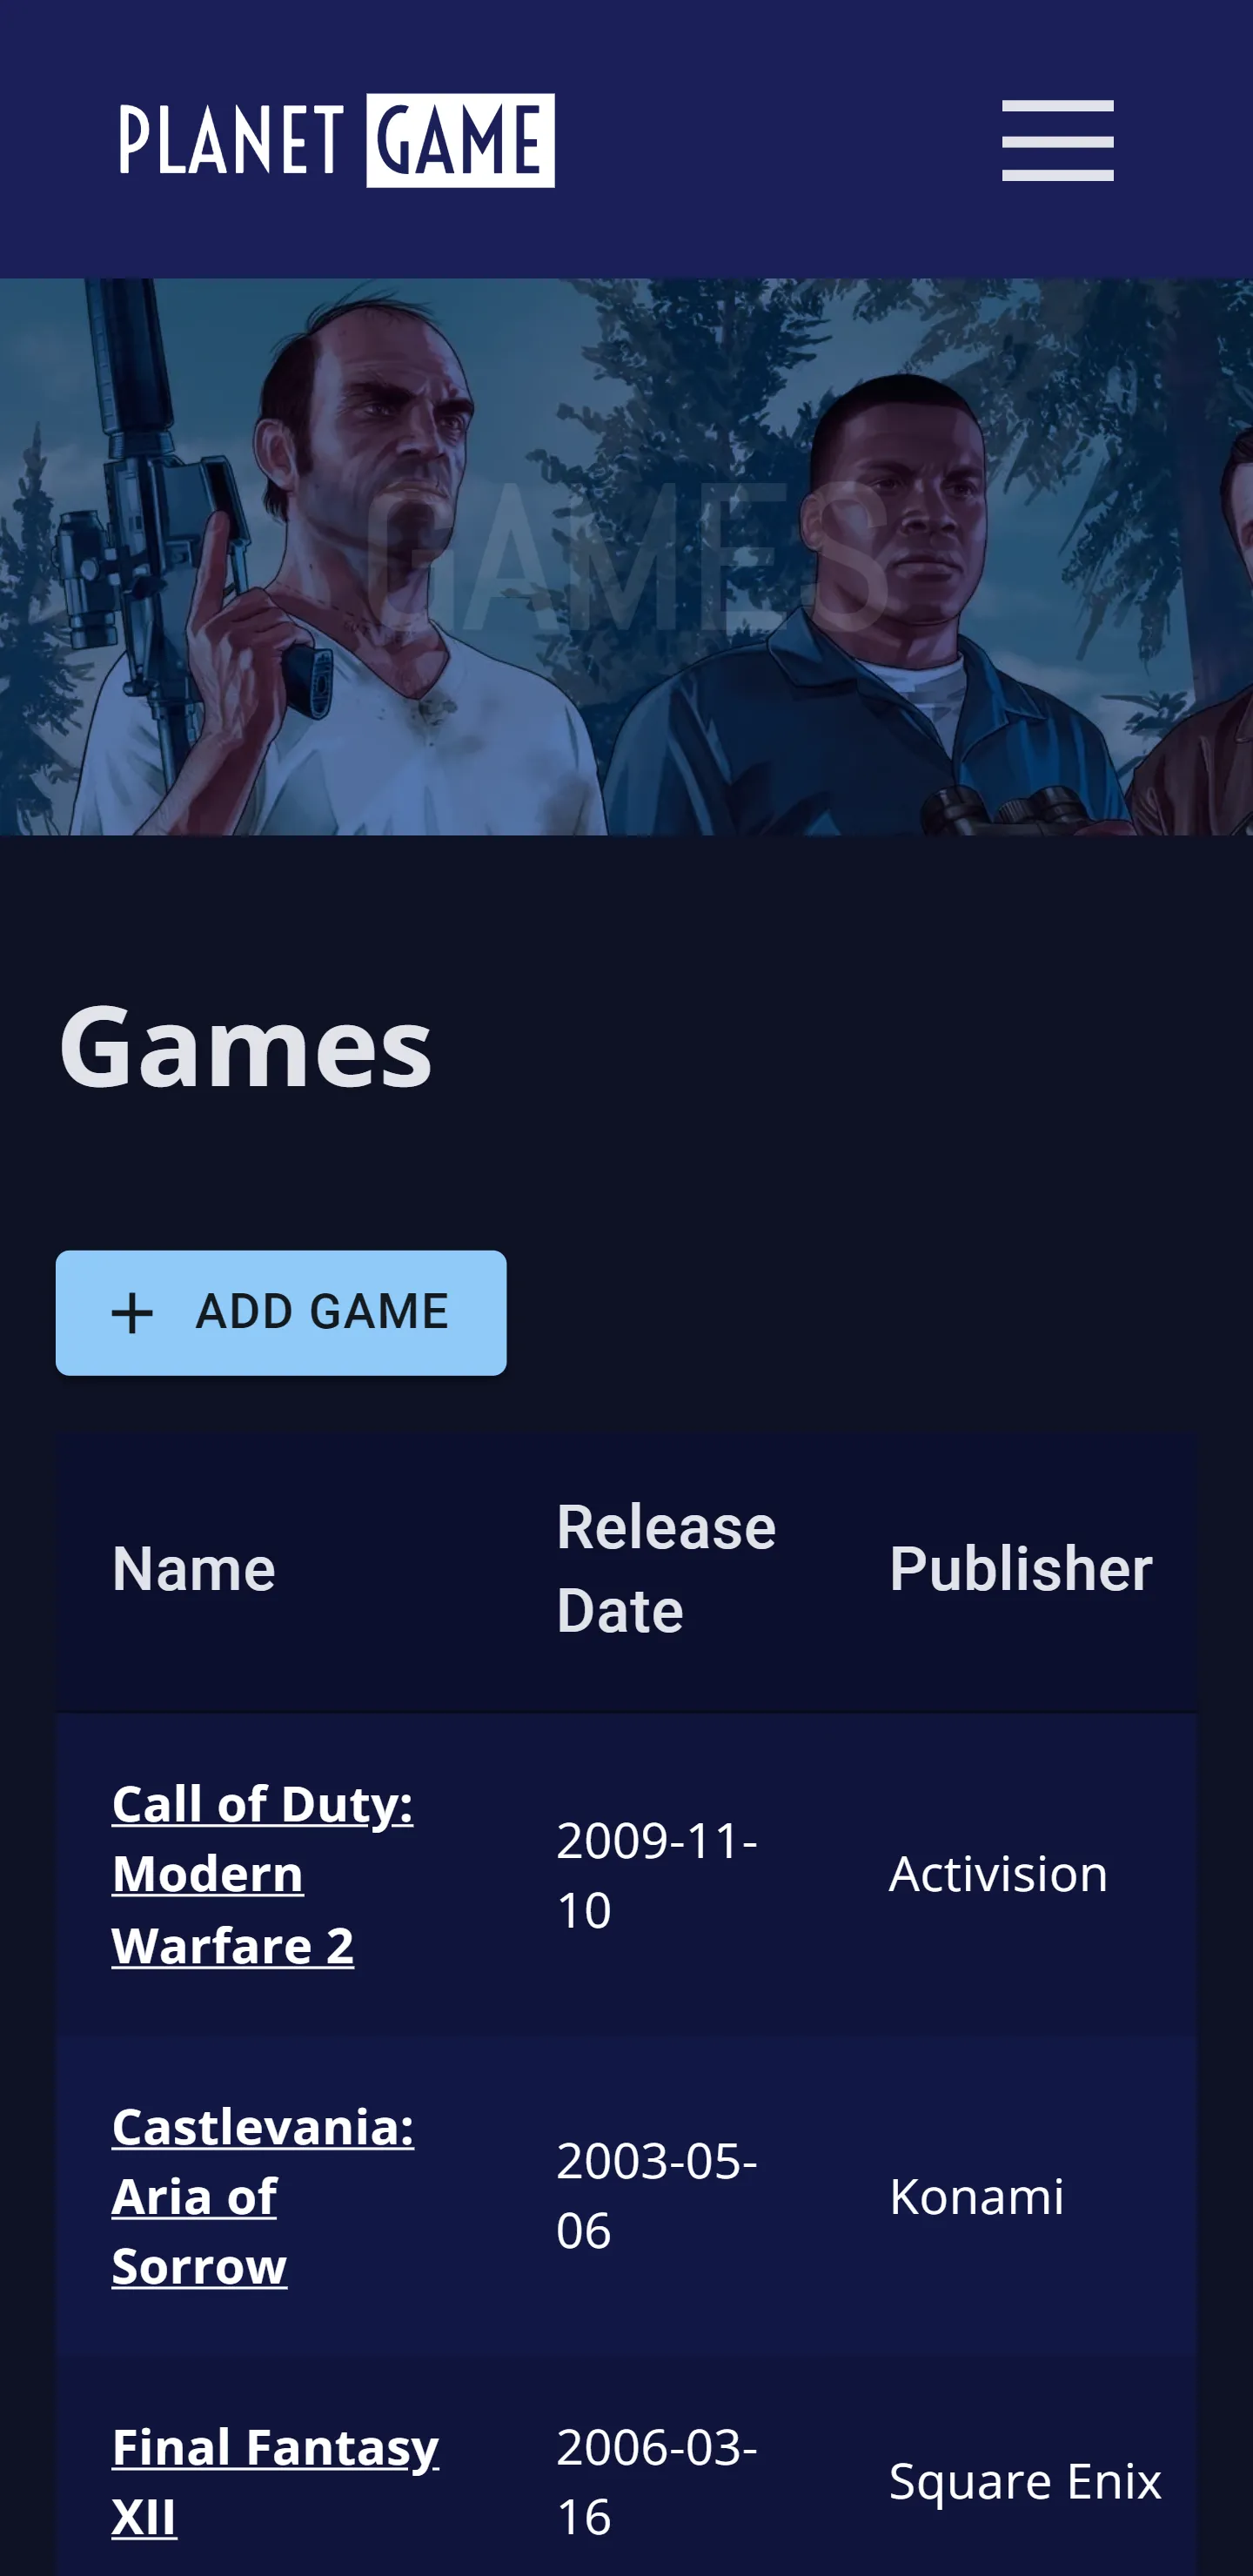 PLANET GAME
GAMES
Games
+ ADD GAME
Name
Release
Date
Publisher
Call of Duty:
Modern
Warfare 2
2009-11-
10
Activision
Castlevania:
Aria of
Sorrow
2003-05-
06
Konami
Final Fantasy
XII
2006-03-
16
Square Enix